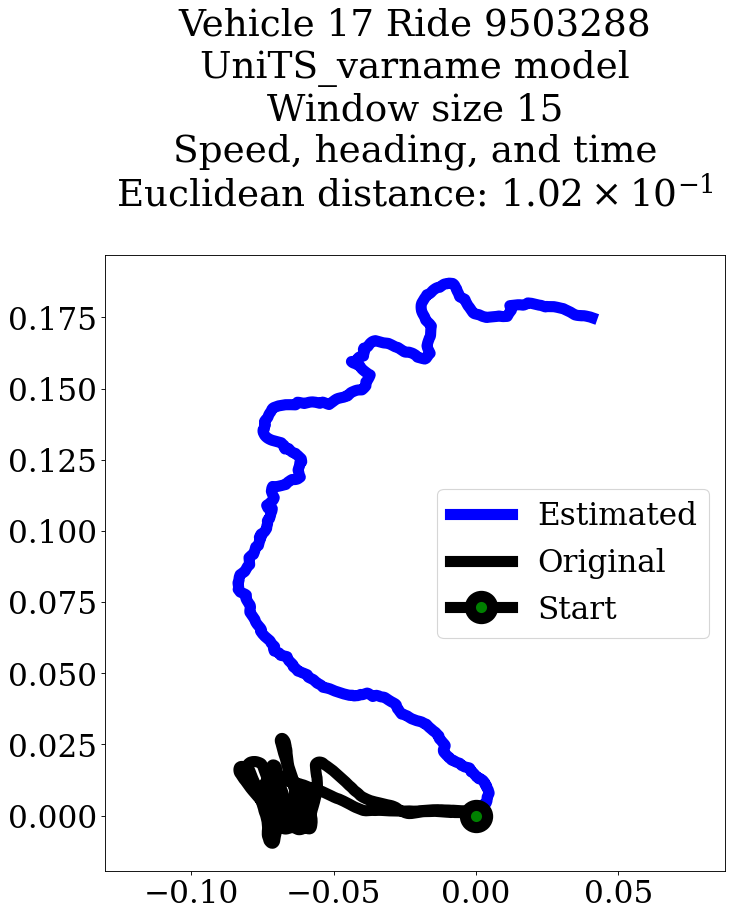 Vehicle 17 Ride 9503288
UniTS_varname model
Window size 15
Speed, heading, and time
Euclidean distance: 1.02 × 10⁻¹
0.175
0.150
0.125
0.100
0.075
0.050
0.025
0.000
Estimated
Original
Start
−0.10 −0.05 0.00 0.05